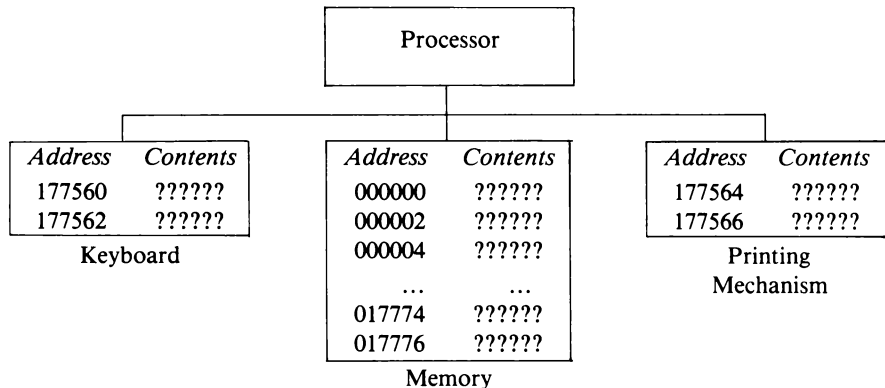 Processor
Address Contents
177560 ??????
177562 ??????
Keyboard
Address Contents
000000 ??????
000002 ??????
000004 ??????
... ...
017774 ??????
017776 ??????
Memory
Address Contents
177564 ??????
177566 ??????
Printing
Mechanism